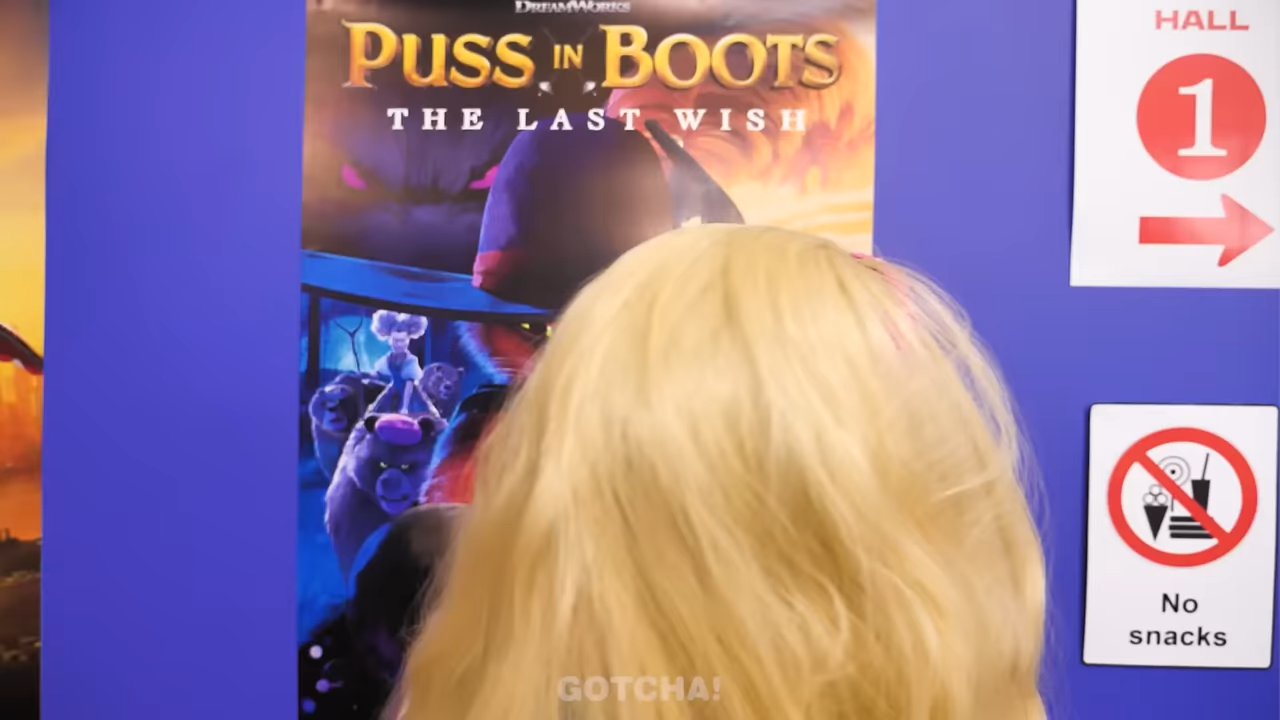 DREAMWORKS
PUSS IN BOOTS
THE LAST WISH
HALL
1
No
snacks
GOTCHA!